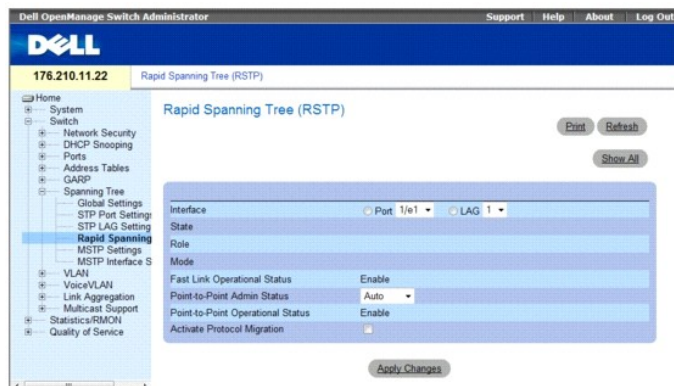 Dell OpenManage Switch Administrator
Support Help About Log Out
DELL
176.210.11.22
Rapid Spanning Tree (RSTP)
Home
System
Switch
Network Security
DHCP Snooping
Ports
Address Tables
GARP
Spanning Tree
Global Settings
STP Port Settings
STP LAG Setting
Rapid Spanning
MSTP Settings
MSTP Interface S
VLAN
VoiceVLAN
Link Aggregation
Multicast Support
Statistics/RMON
Quality of Service
Rapid Spanning Tree (RSTP)
Print Refresh
Show All
Interface Port 1/e1 LAG 1
State
Role
Mode
Fast Link Operational Status Enable
Point-to-Point Admin Status Auto
Point-to-Point Operational Status Enable
Activate Protocol Migration
Apply Changes